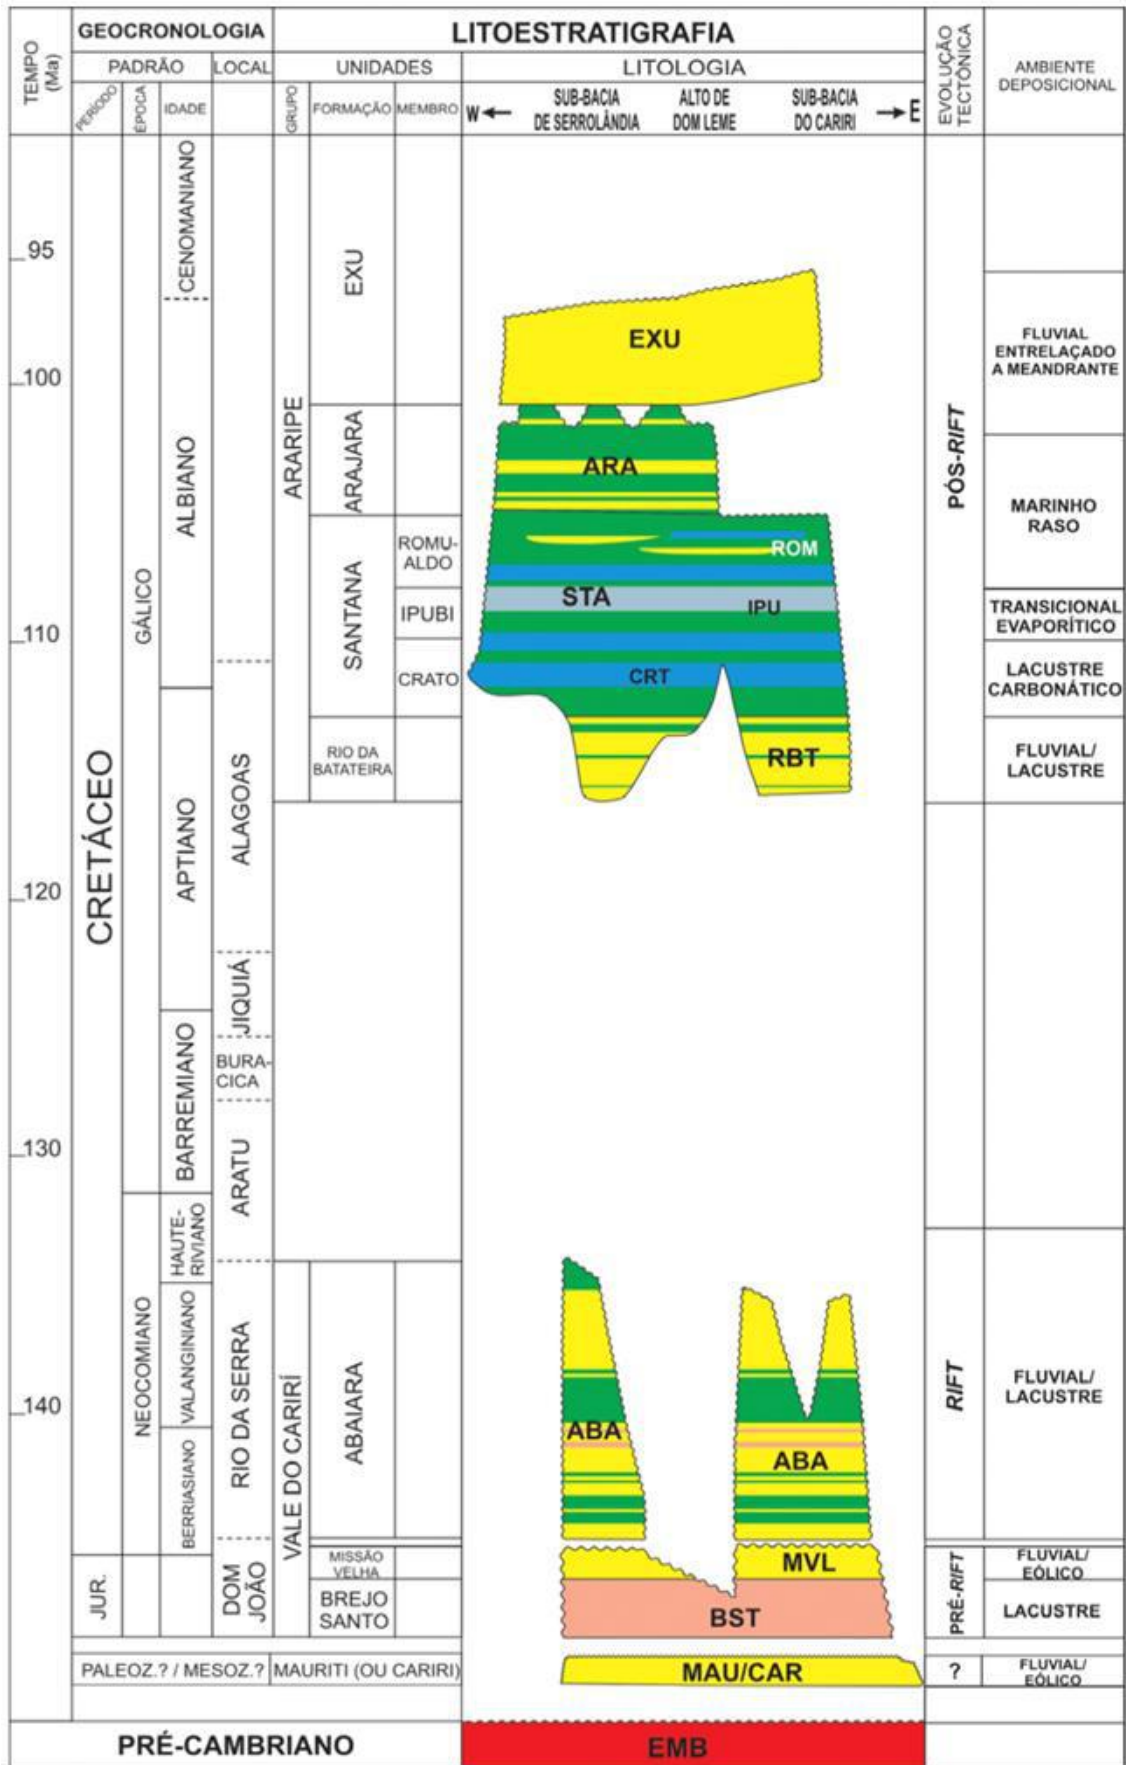 TEMPO
(Ma)
GEOCRONOLOGIA
LITOESTRATIGRAFIA
PADRÃO
LOCAL
UNIDADES
LITOLOGIA
PERÍODO
ÉPOCA
IDADE
GRUPO
FORMAÇÃO
MEMBRO
W
SUB-BACIA
DE SERROLÂNDIA
ALTO DE
DOM LEME
SUB-BACIA
DO CARIRI
E
EVOLUÇÃO
TECTÔNICA
AMBIENTE
DEPOSICIONAL
95
100
110
120
130
140
CRETÁCEO
JUR.
GÁLICO
NEOCOMIANO
CENOMANIANO
ALBIANO
APTIANO
BARREMIANO
HAUTE-
RIVIANO
VALANGINIANO
BERRIASIANO
ALAGOAS
JIQUIÁ
BURA-
CICA
ARATU
RIO DA SERRA
DOM
JOÃO
ARARIPE
VALE DO CARIRÍ
EXU
ARAJARA
SANTANA
RIO DA
BATATEIRA
ABAIARA
MISSÃO
VELHA
BREJO
SANTO
ROMU-
ALDO
IPUBI
CRATO
EXU
ARA
ROM
STA
IPU
CRT
RBT
ABA
ABA
MVL
BST
MAU/CAR
EMB
PÓS-RIFT
RIFT
PRÉ-RIFT
?
FLUVIAL
ENTRELAÇADO
A MEANDRANTE
MARINHO
RASO
TRANSICIONAL
EVAPORÍTICO
LACUSTRE
CARBONÁTICO
FLUVIAL/
LACUSTRE
FLUVIAL/
LACUSTRE
FLUVIAL/
EÓLICO
LACUSTRE
FLUVIAL/
EÓLICO
PALEOZ.? / MESOZ.?
MAURITI (OU CARIRI)
PRÉ-CAMBRIANO